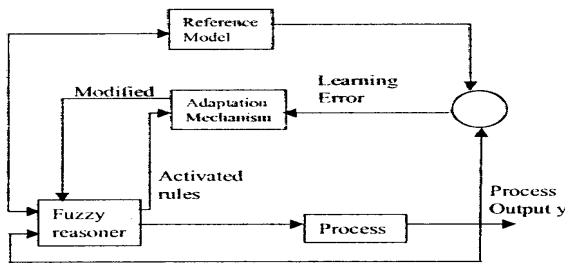 Reference
Model
Learning
Error
Modified
Adaptation
Mechanism
Activated
rules
Process
Output y
Fuzzy
reasoner
Process